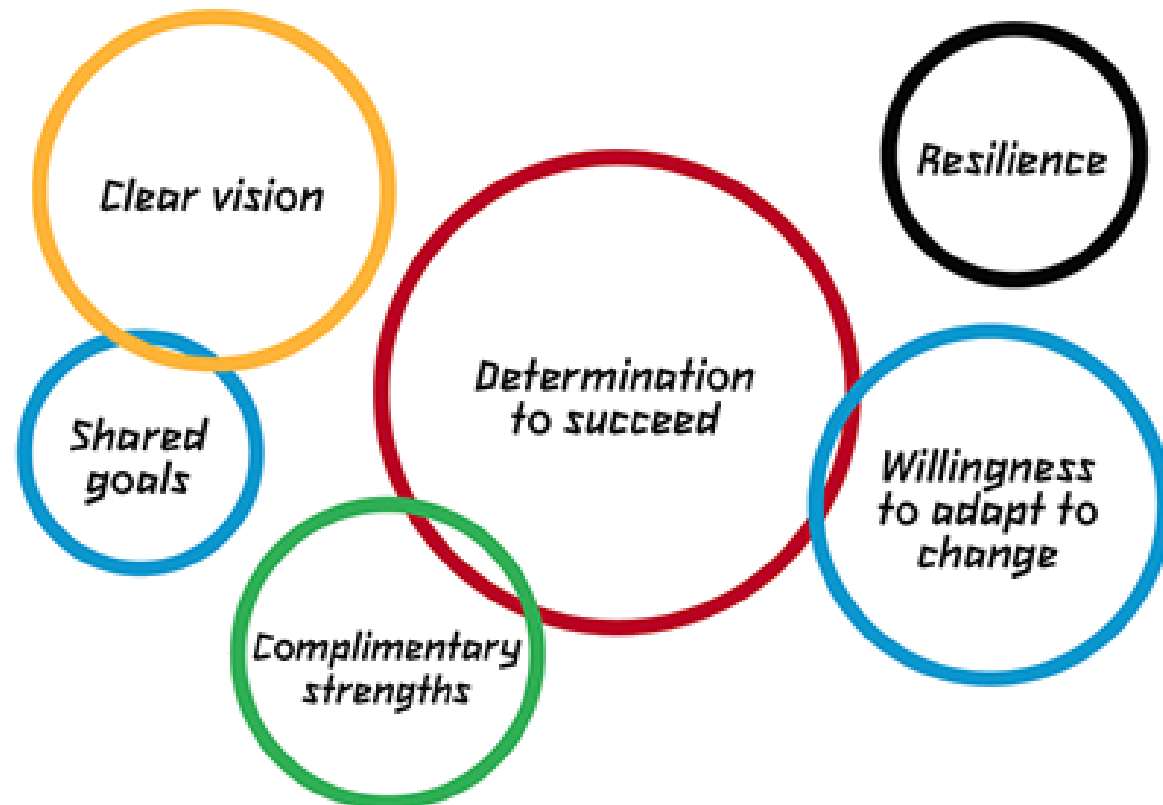 Clear vision
Resilience
Determination
to succeed
Shared
goals
Willingness
to adapt to
change
Complimentary
strengths